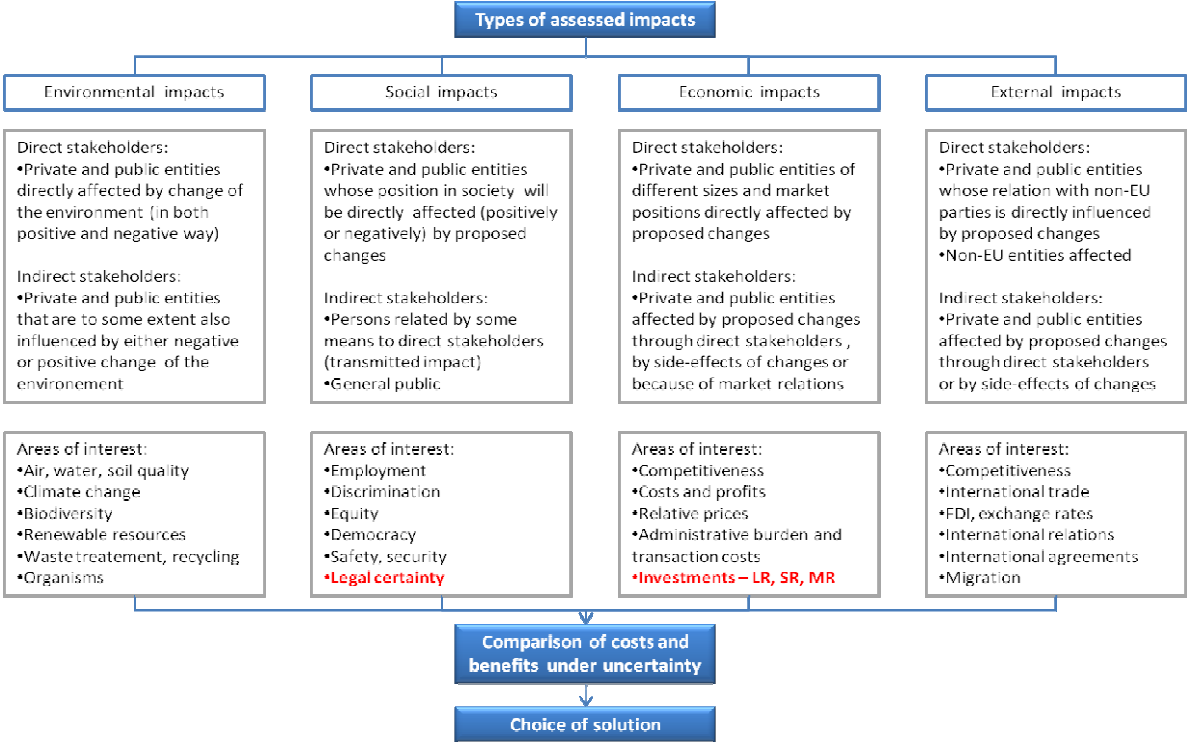 Types of assessed impacts
Environmental impacts
Direct stakeholders:
•Private and public entities
directly affected by change of
the environment (in both
positive and negative way)
Indirect stakeholders:
•Private and public entities
that are to some extent also
influenced by either negative
or positive change of the
environement
Areas of interest:
•Air, water, soil quality
•Climate change
•Biodiversity
•Renewable resources
•Waste treatement, recycling
•Organisms
Social impacts
Direct stakeholders:
•Private and public entities
whose position in society will
be directly affected (positively
or negatively) by proposed
changes
Indirect stakeholders:
•Persons related by some
means to direct stakeholders
(transmitted impact)
•General public
Areas of interest:
•Employment
•Discrimination
•Equity
•Democracy
•Safety, security
•Legal certainty
Economic impacts
Direct stakeholders:
•Private and public entities of
different sizes and market
positions directly affected by
proposed changes
Indirect stakeholders:
•Private and public entities
affected by proposed changes
through direct stakeholders ,
by side-effects of changes or
because of market relations
Areas of interest:
•Competitiveness
•Costs and profits
•Relative prices
•Administrative burden and
transaction costs
•Investments – LR, SR, MR
External impacts
Direct stakeholders:
•Private and public entities
whose relation with non-EU
parties is directly influenced
by proposed changes
•Non-EU entities affected
Indirect stakeholders:
•Private and public entities
affected by proposed changes
through direct stakeholders
or by side-effects of changes
Areas of interest:
•Competitiveness
•International trade
•FDI, exchange rates
•International relations
•International agreements
•Migration
Comparison of costs and
benefits under uncertainty
Choice of solution